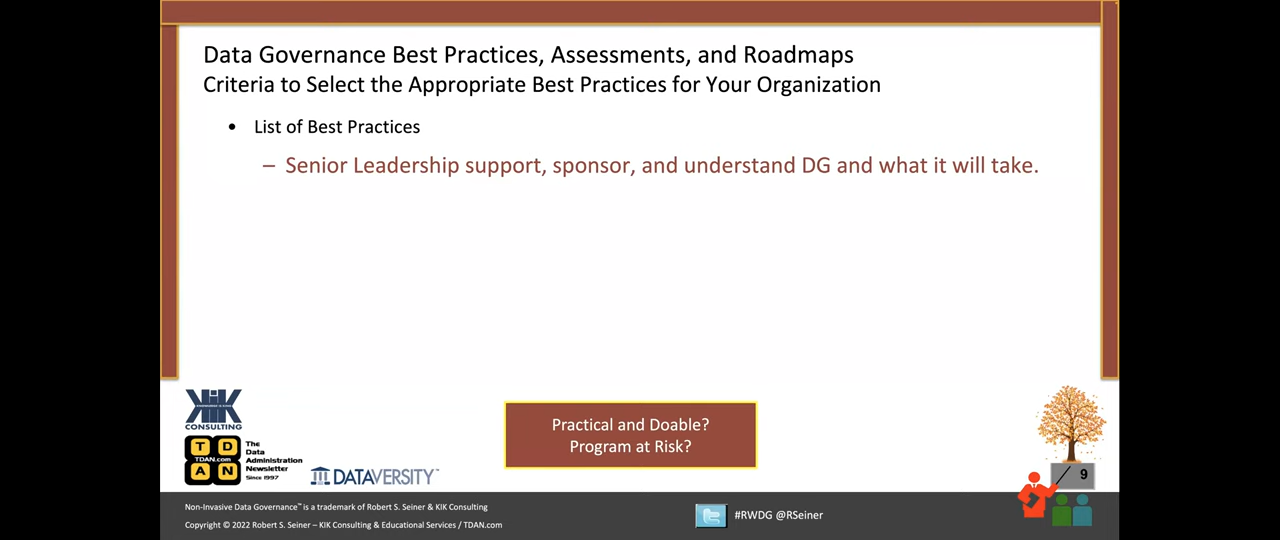 Data Governance Best Practices, Assessments, and Roadmaps
Criteria to Select the Appropriate Best Practices for Your Organization
• List of Best Practices
– Senior Leadership support, sponsor, and understand DG and what it will take.
Practical and Doable?
Program at Risk?
KIK
CONSULTING
T D
TDAN.com
A N
The
Data
Administration
Newsletter
Since 1997
DATAVERSITY™
9
Non-Invasive Data Governance™ is a trademark of Robert S. Seiner & KIK Consulting
Copyright © 2022 Robert S. Seiner – KIK Consulting & Educational Services / TDAN.com
#RWDG @RSeiner